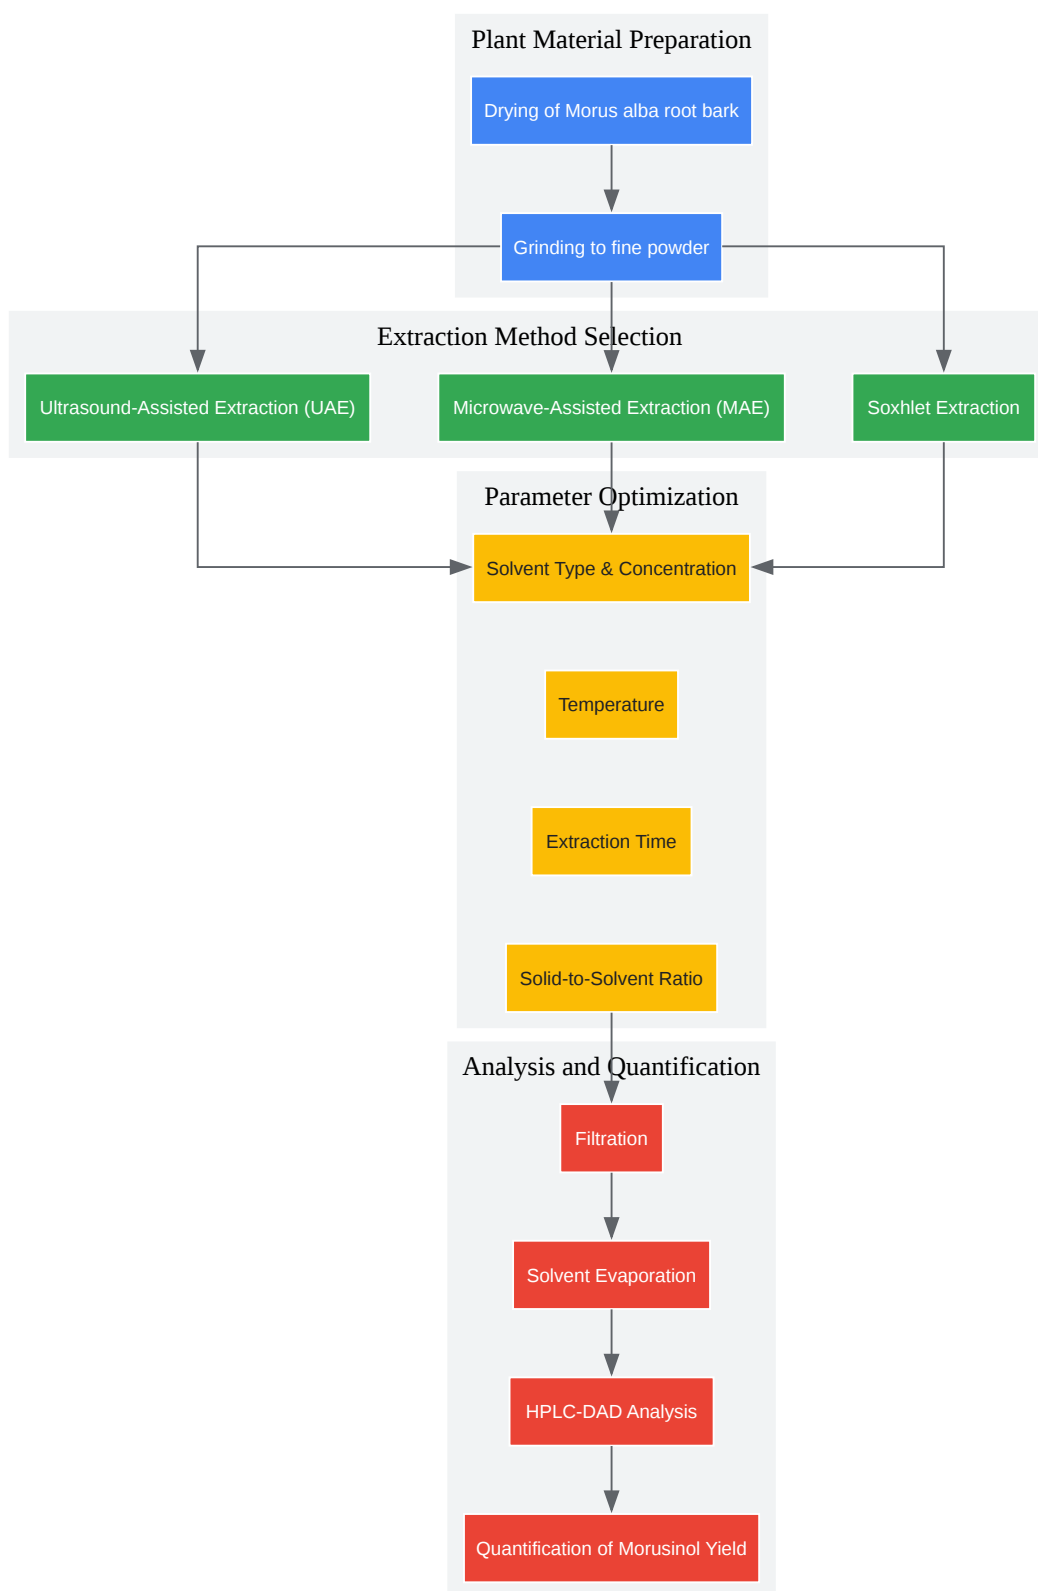 Plant Material Preparation
Drying of Morus alba root bark
Grinding to fine powder
Extraction Method Selection
Ultrasound-Assisted Extraction (UAE)
Microwave-Assisted Extraction (MAE)
Soxhlet Extraction
Parameter Optimization
Solvent Type & Concentration
Temperature
Extraction Time
Solid-to-Solvent Ratio
Analysis and Quantification
Filtration
Solvent Evaporation
HPLC-DAD Analysis
Quantification of Morusinol Yield